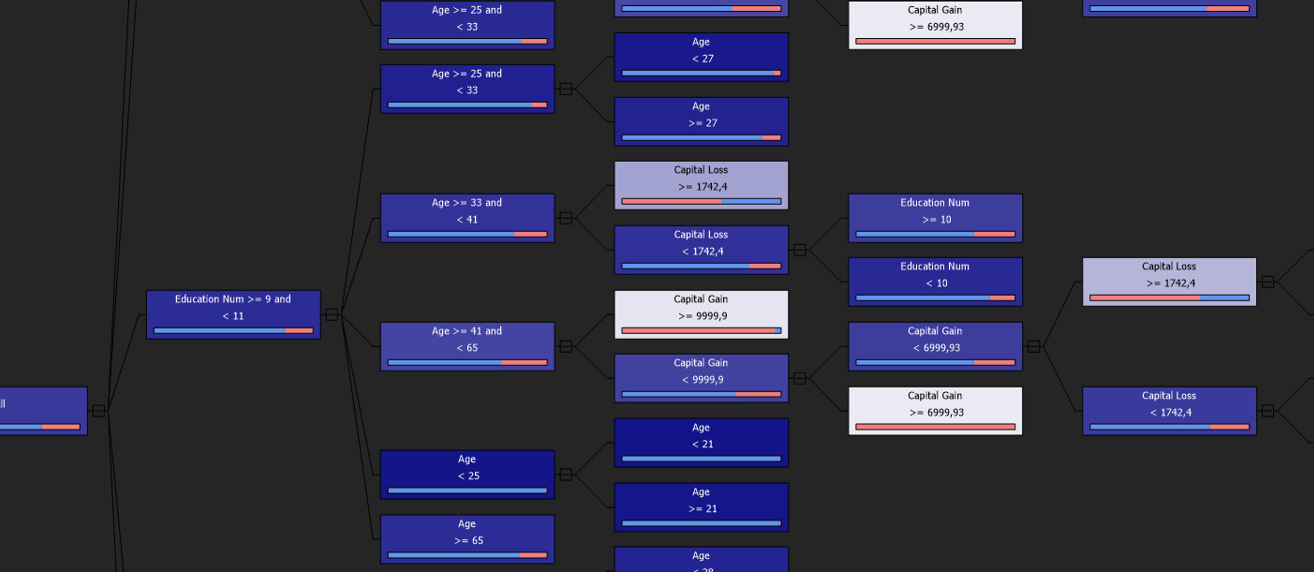 Age >= 25 and
< 33
Capital Gain
>= 6999,93
Age >= 25 and
< 33
Age
< 27
Age
>= 27
Age >= 33 and
< 41
Capital Loss
>= 1742,4
Capital Loss
< 1742,4
Education Num
>= 10
Education Num
< 10
Education Num >= 9 and
< 11
Age >= 41 and
< 65
Capital Gain
>= 9999,9
Capital Gain
< 9999,9
Capital Gain
< 6999,93
Capital Gain
>= 6999,93
Capital Loss
>= 1742,4
Capital Loss
< 1742,4
ll
Age
< 25
Age
< 21
Age
>= 21
Age
>= 65
Age